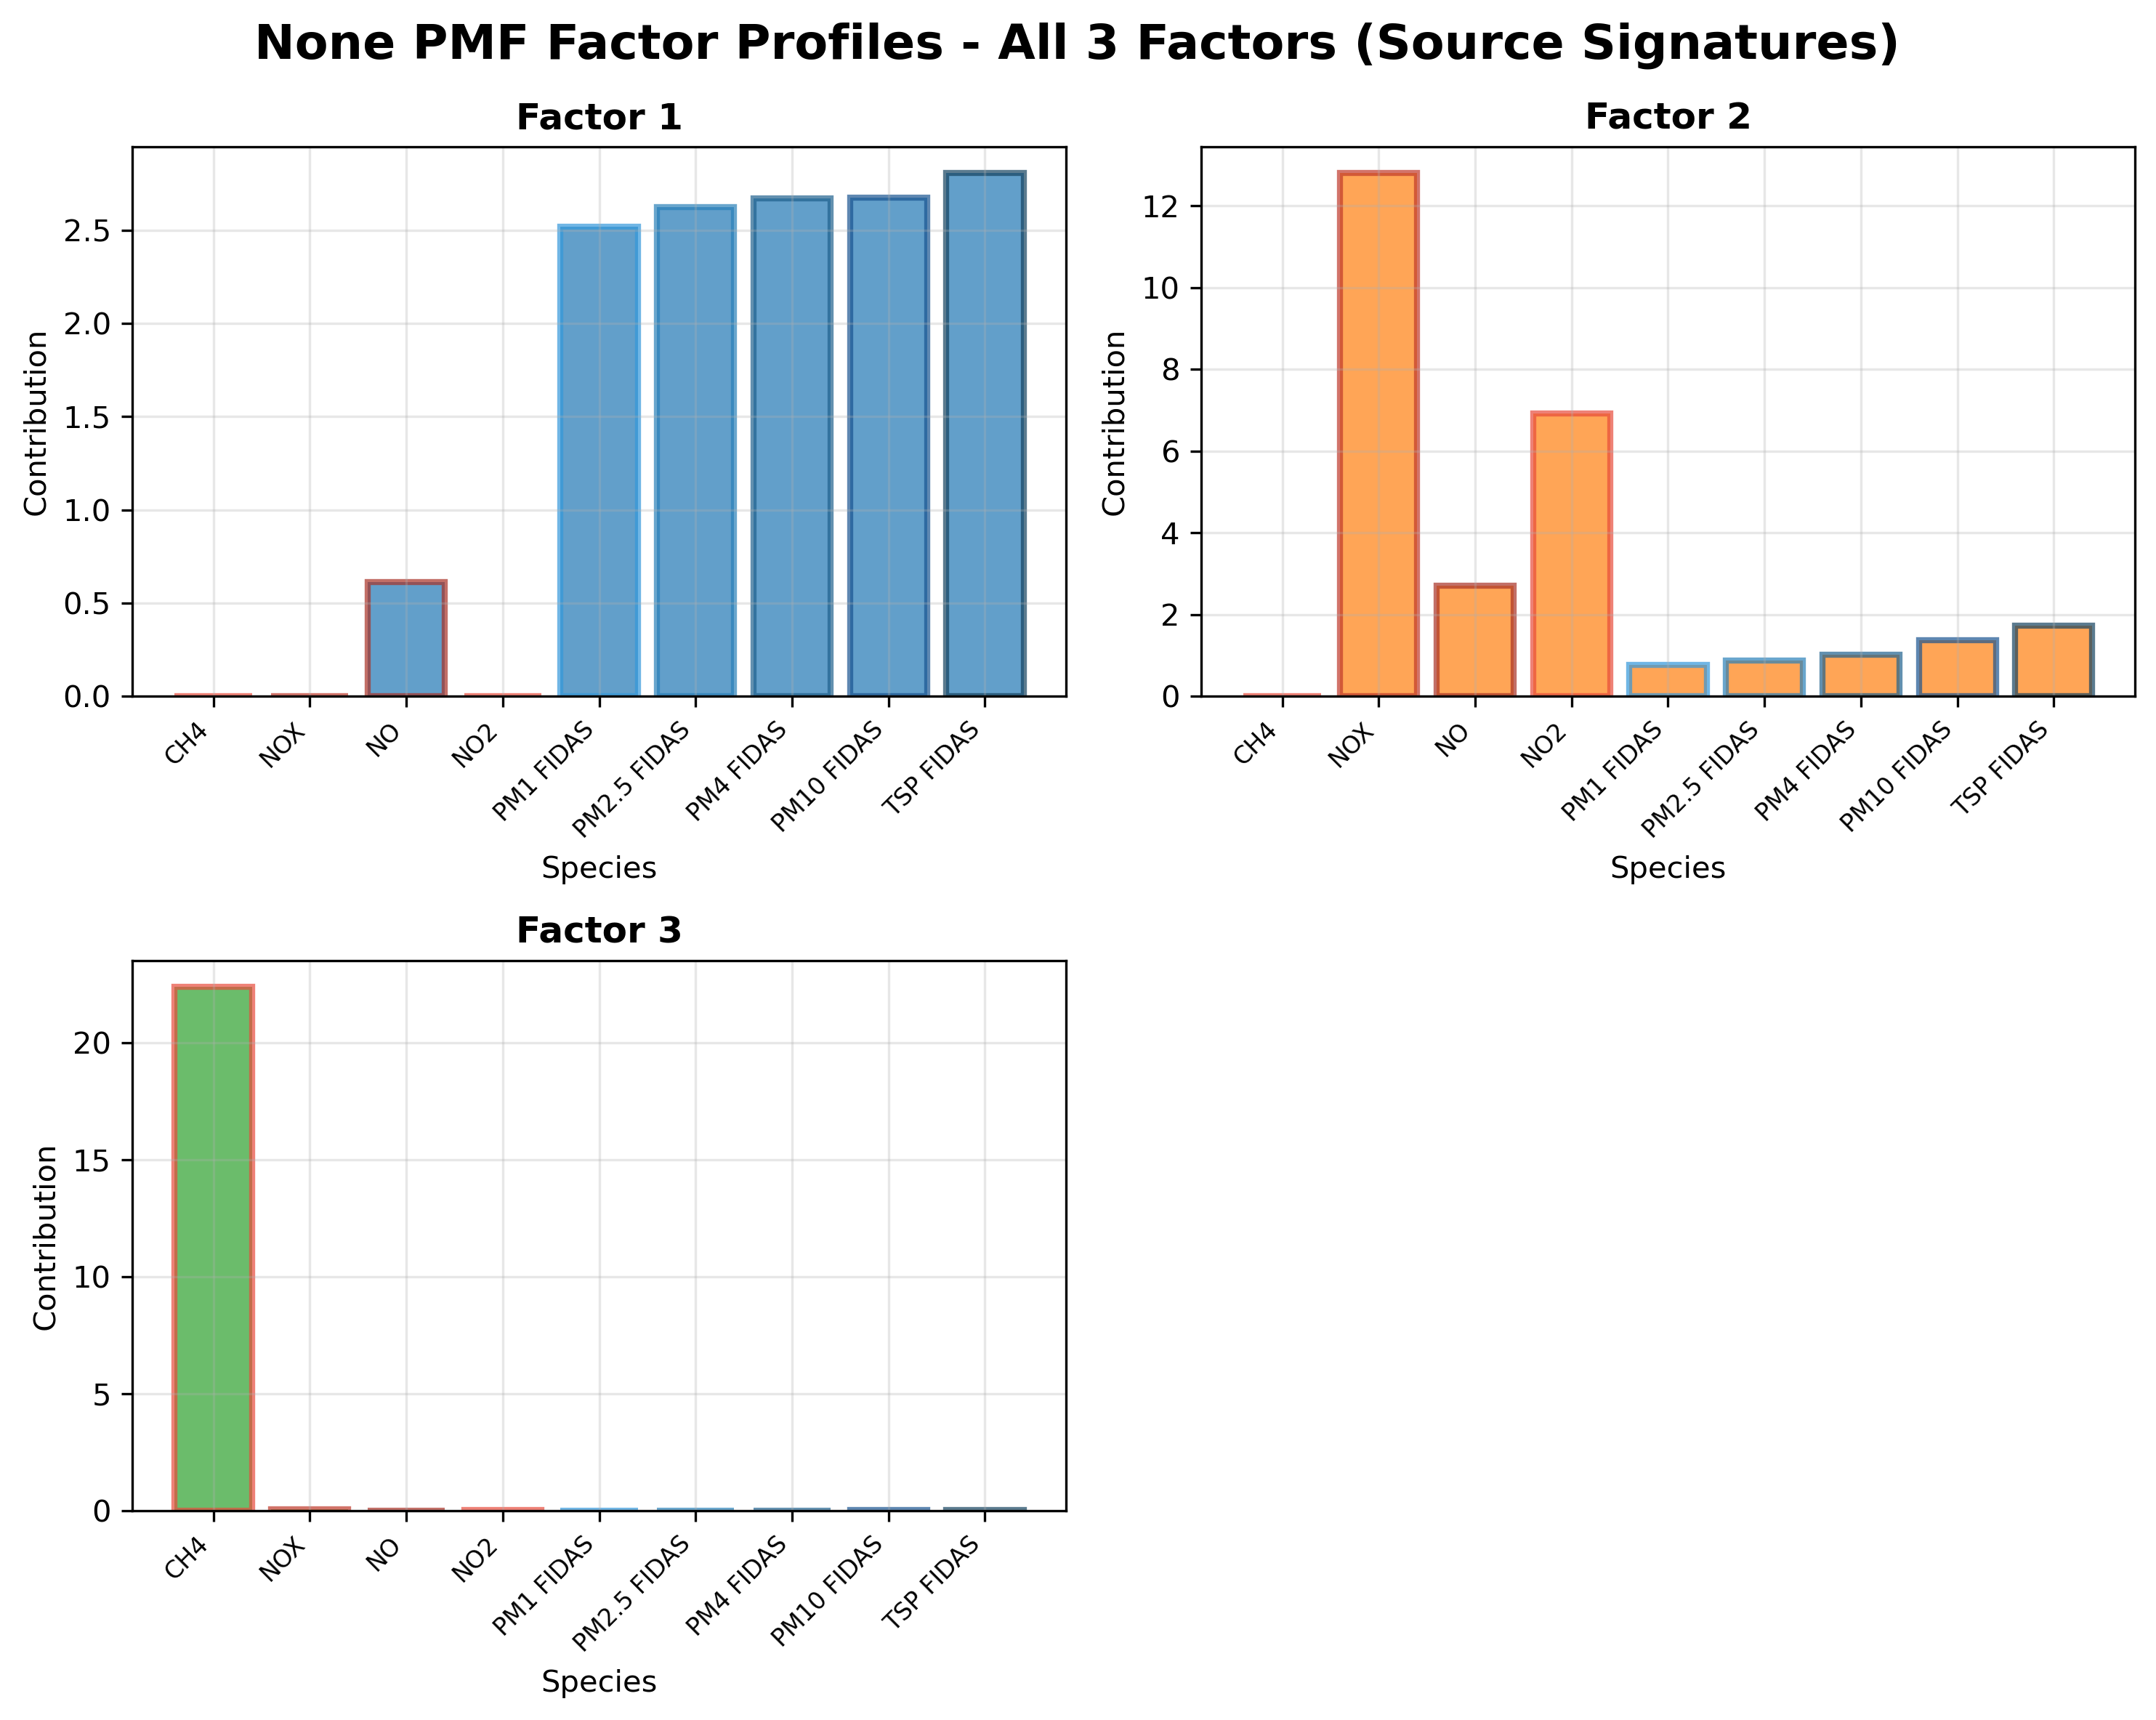 None PMF Factor Profiles - All 3 Factors (Source Signatures)
Factor 1
Contribution
2.5
2.0
1.5
1.0
0.5
0.0
CH4
NOX
NO
NO2
PM1 FIDAS
PM2.5 FIDAS
PM4 FIDAS
PM10 FIDAS
TSP FIDAS
Species
Factor 2
Contribution
12
10
8
6
4
2
0
CH4
NOX
NO
NO2
PM1 FIDAS
PM2.5 FIDAS
PM4 FIDAS
PM10 FIDAS
TSP FIDAS
Species
Factor 3
Contribution
20
15
10
5
0
CH4
NOX
NO
NO2
PM1 FIDAS
PM2.5 FIDAS
PM4 FIDAS
PM10 FIDAS
TSP FIDAS
Species